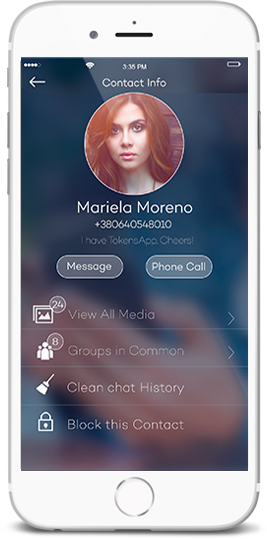 3:35 PM
Contact Info
Mariela Moreno
+380640548010
I have TokensApp. Cheers!
Message
Phone Call
24
View All Media
8
Groups in Common
Clean chat History
Block this Contact